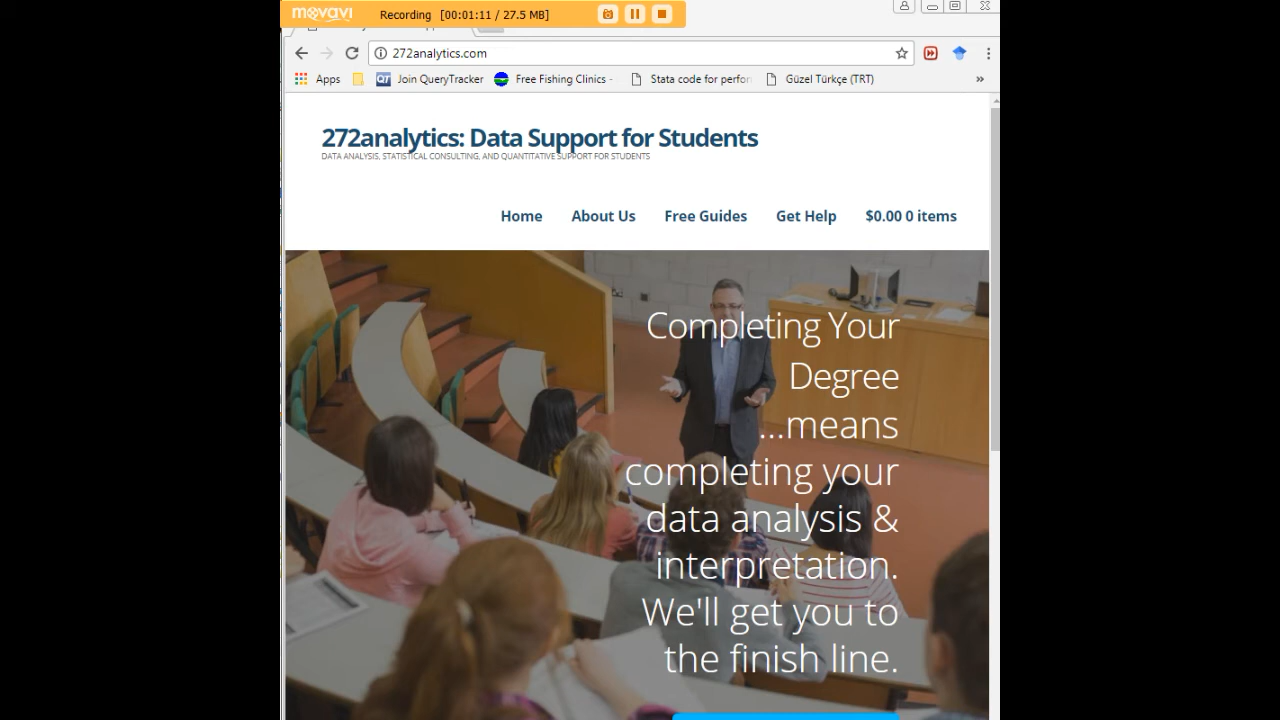 movavi Recording [00:01:11 / 27.5 MB]
272analytics.com
Apps QT Join QueryTracker Free Fishing Clinics - Stata code for perfor Güzel Türkçe (TRT) »
272analytics: Data Support for Students
DATA ANALYSIS, STATISTICAL CONSULTING, AND QUANTITATIVE SUPPORT FOR STUDENTS
Home About Us Free Guides Get Help $0.00 0 items
Completing Your
Degree
...means
completing your
data analysis &
interpretation.
We'll get you to
the finish line.